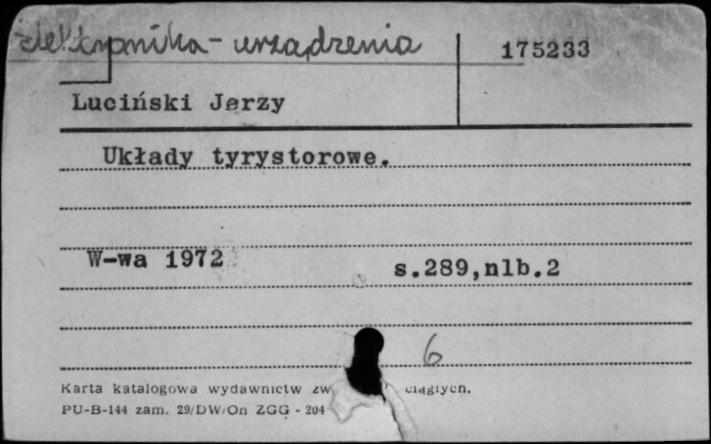 elektronika - urządzenia
175233
Luciński Jerzy
Układy tyrystorowe.
W-wa 1972
s.289,nlb.2
6
Karta katalogowa wydawnictw zw ciągłych.
PU-B-144 zam. 29/DW/On ZGG - 204